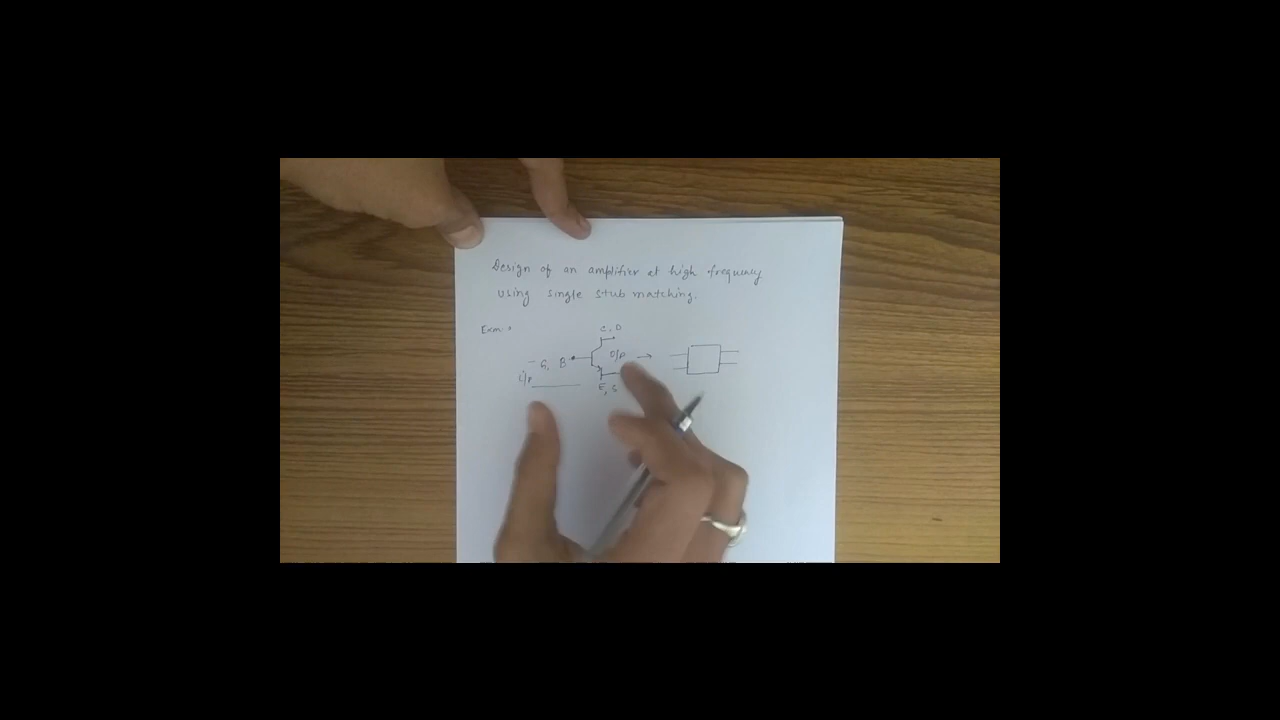 Design of an amplifier at high frequency
using single stub matching.
Exm:
C, D
G, B
O/p →
i/p
E, S